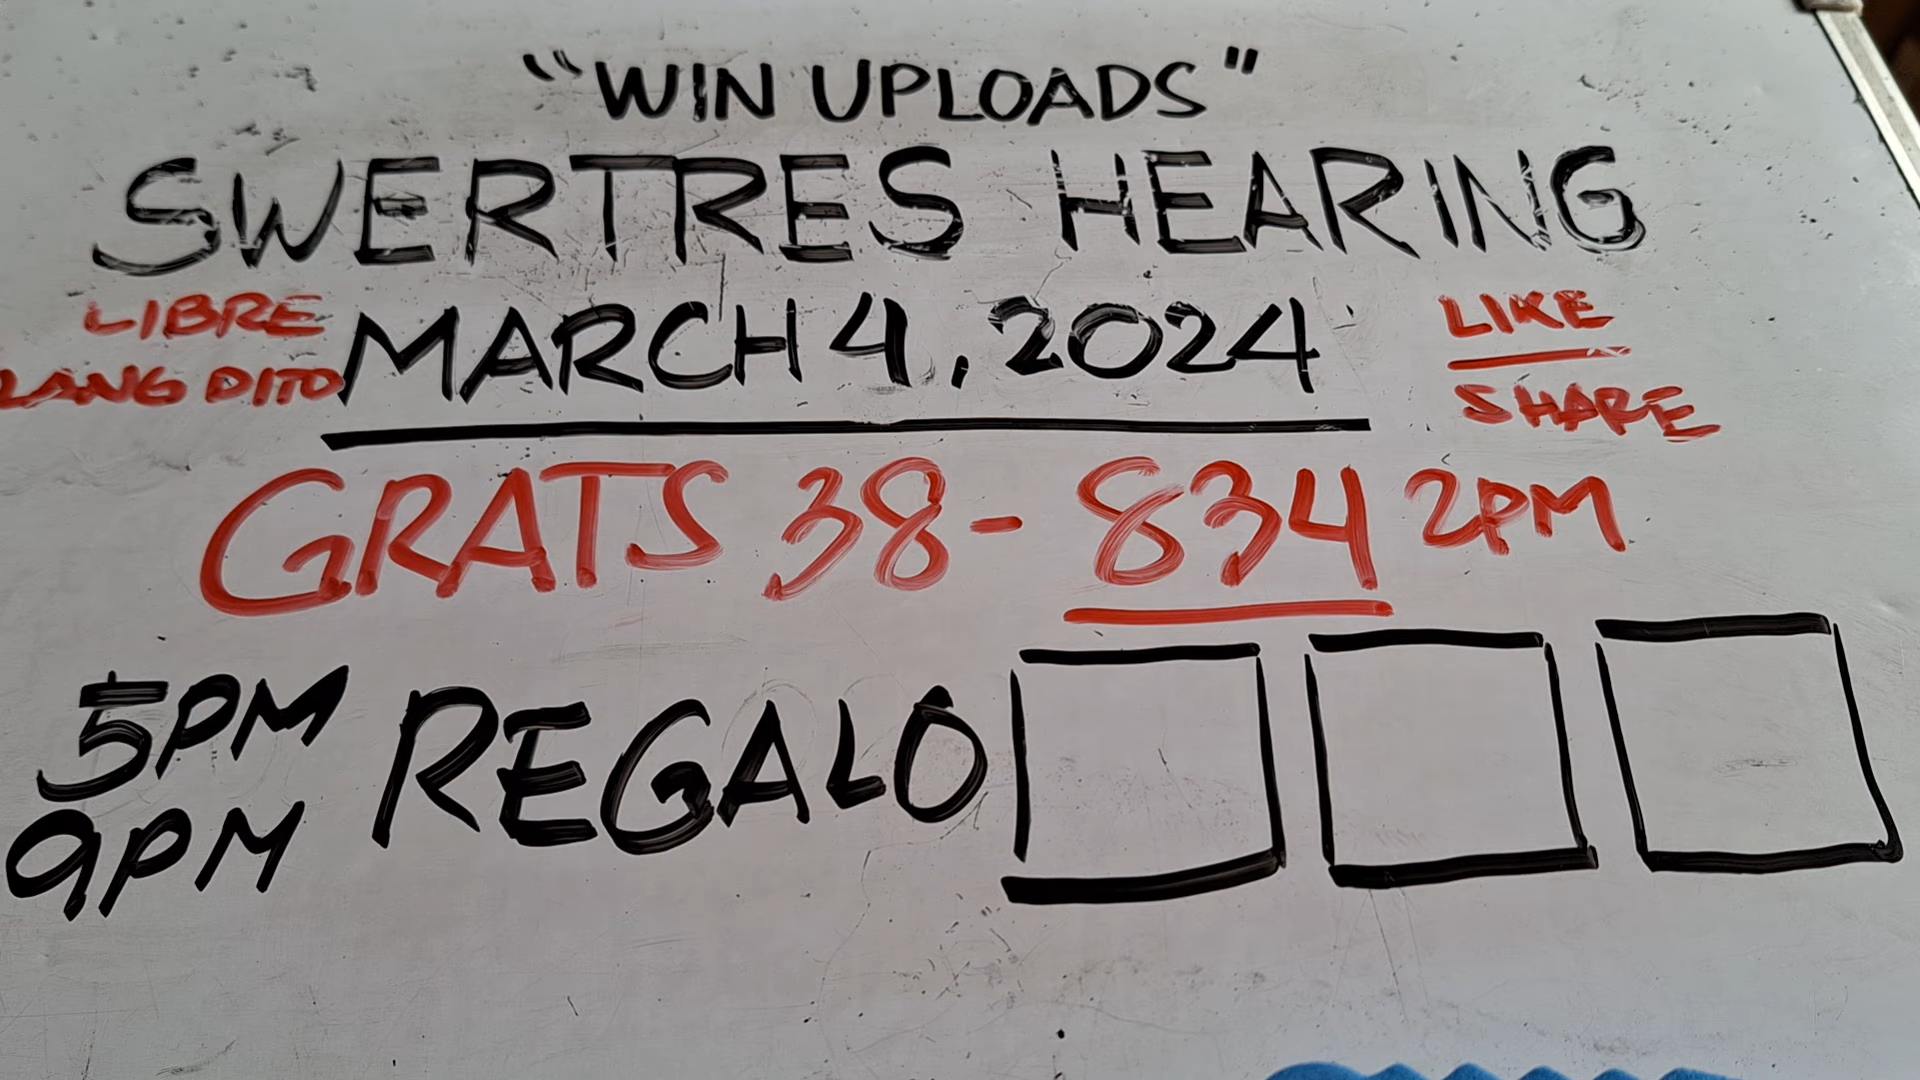 "WIN UPLOADS"
SWERTRES HEARING
LIBRE
LANG DITO
MARCH 4, 2024
LIKE
SHARE
GRATS 38 - 834 2PM
5PM
9PM
REGALO